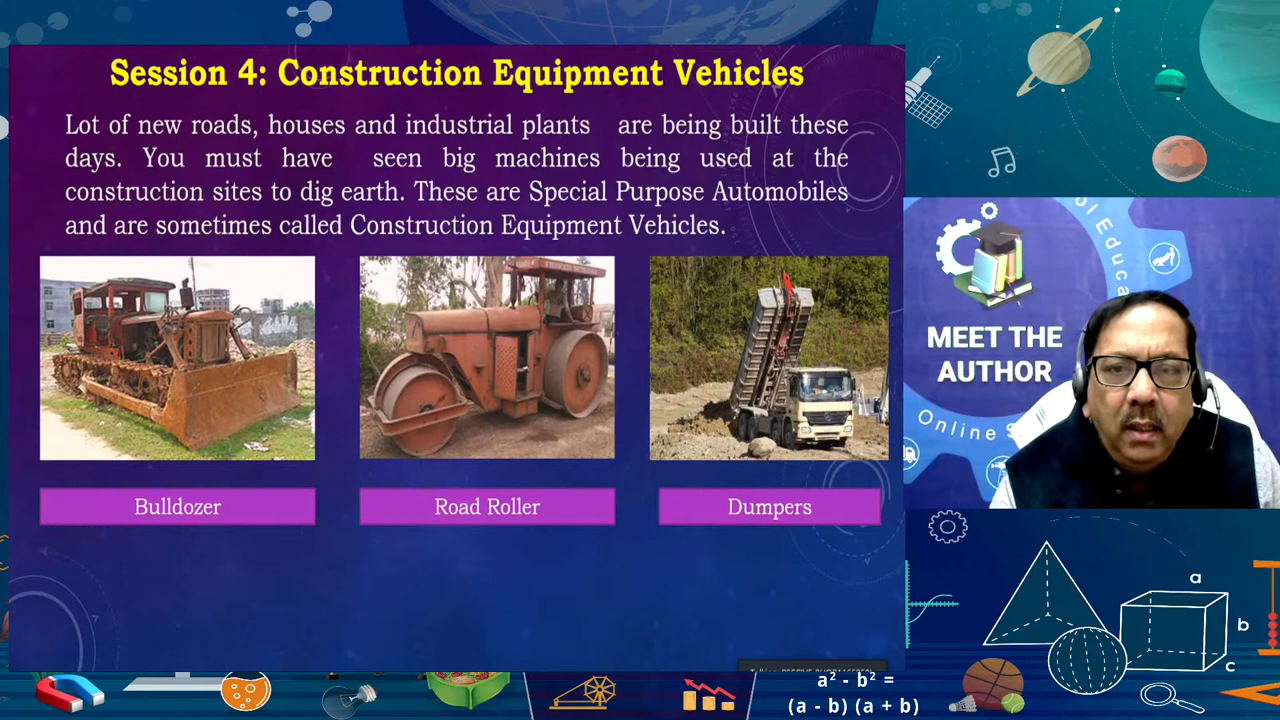 Session 4: Construction Equipment Vehicles
Lot of new roads, houses and industrial plants are being built these
days. You must have seen big machines being used at the
construction sites to dig earth. These are Special Purpose Automobiles
and are sometimes called Construction Equipment Vehicles.
Bulldozer
Road Roller
Dumpers
MEET THE
AUTHOR
ol Educa
Online S
a
b
c
a² - b² =
(a - b) (a + b)